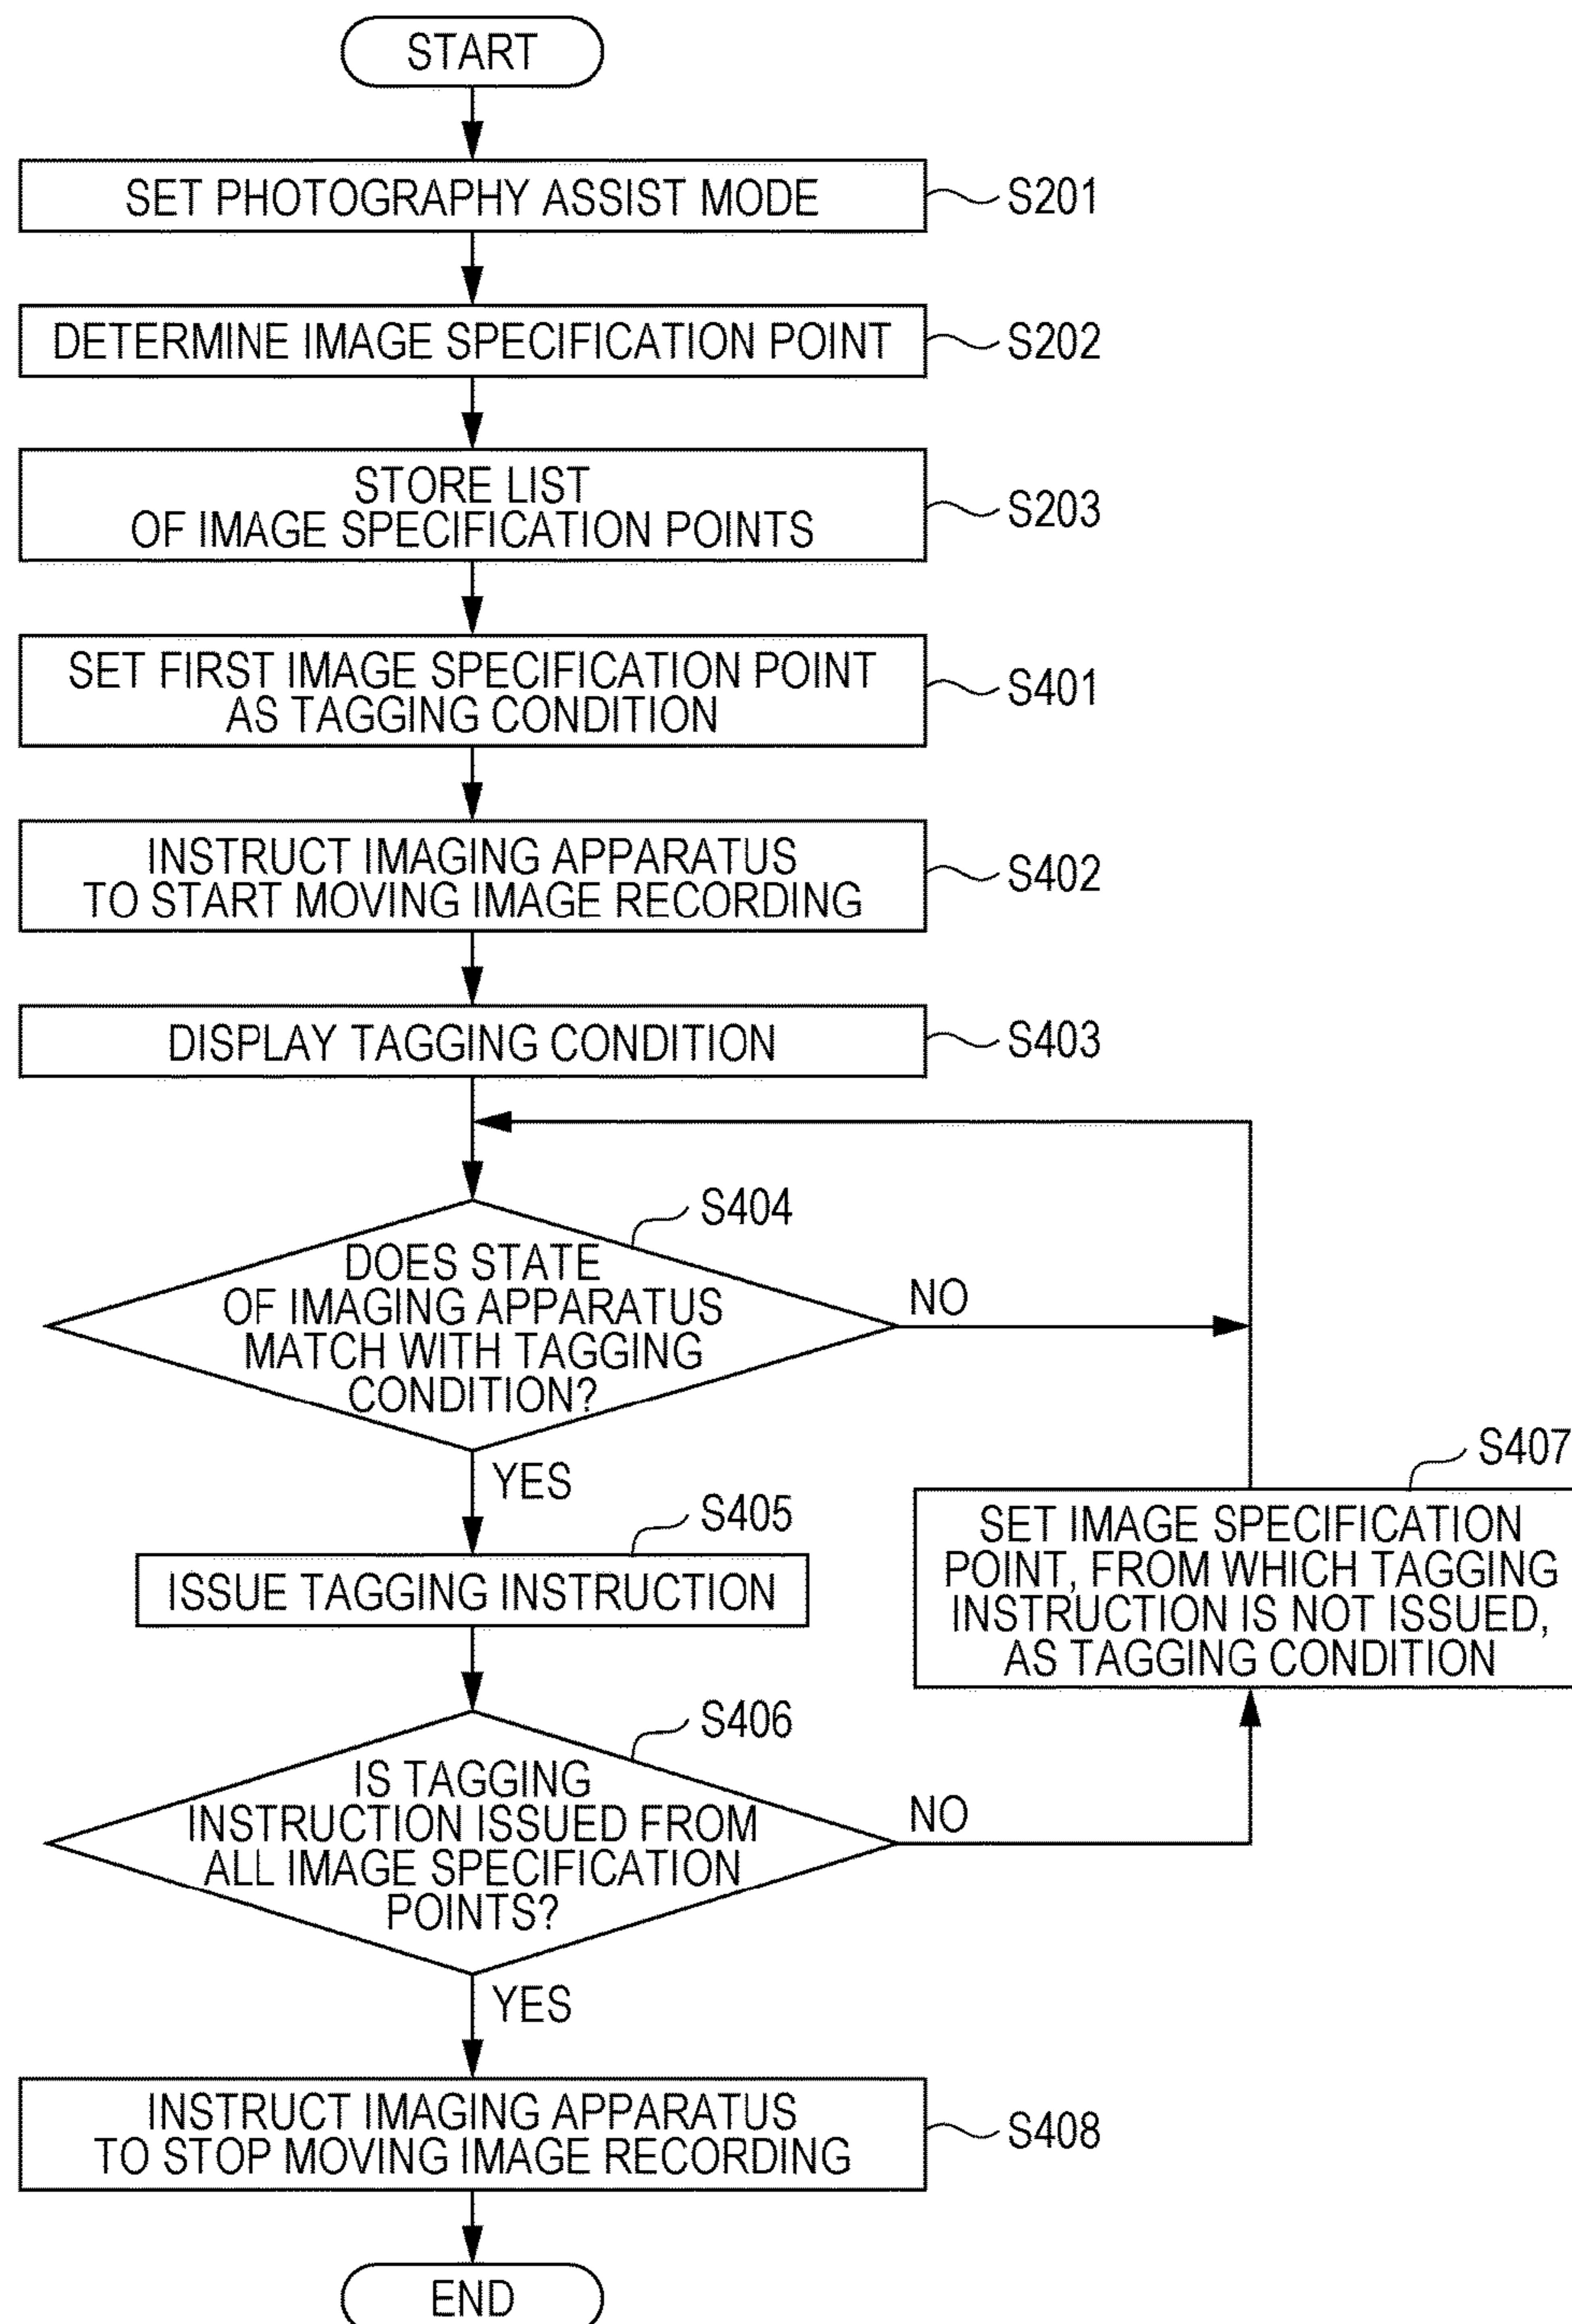 START
SET PHOTOGRAPHY ASSIST MODE
S201
DETERMINE IMAGE SPECIFICATION POINT
S202
STORE LIST
OF IMAGE SPECIFICATION POINTS
S203
SET FIRST IMAGE SPECIFICATION POINT
AS TAGGING CONDITION
S401
INSTRUCT IMAGING APPARATUS
TO START MOVING IMAGE RECORDING
S402
DISPLAY TAGGING CONDITION
S403
S404
DOES STATE
OF IMAGING APPARATUS
MATCH WITH TAGGING
CONDITION?
NO
YES
S405
ISSUE TAGGING INSTRUCTION
S407
SET IMAGE SPECIFICATION
POINT, FROM WHICH TAGGING
INSTRUCTION IS NOT ISSUED,
AS TAGGING CONDITION
S406
IS TAGGING
INSTRUCTION ISSUED FROM
ALL IMAGE SPECIFICATION
POINTS?
NO
YES
INSTRUCT IMAGING APPARATUS
TO STOP MOVING IMAGE RECORDING
S408
END